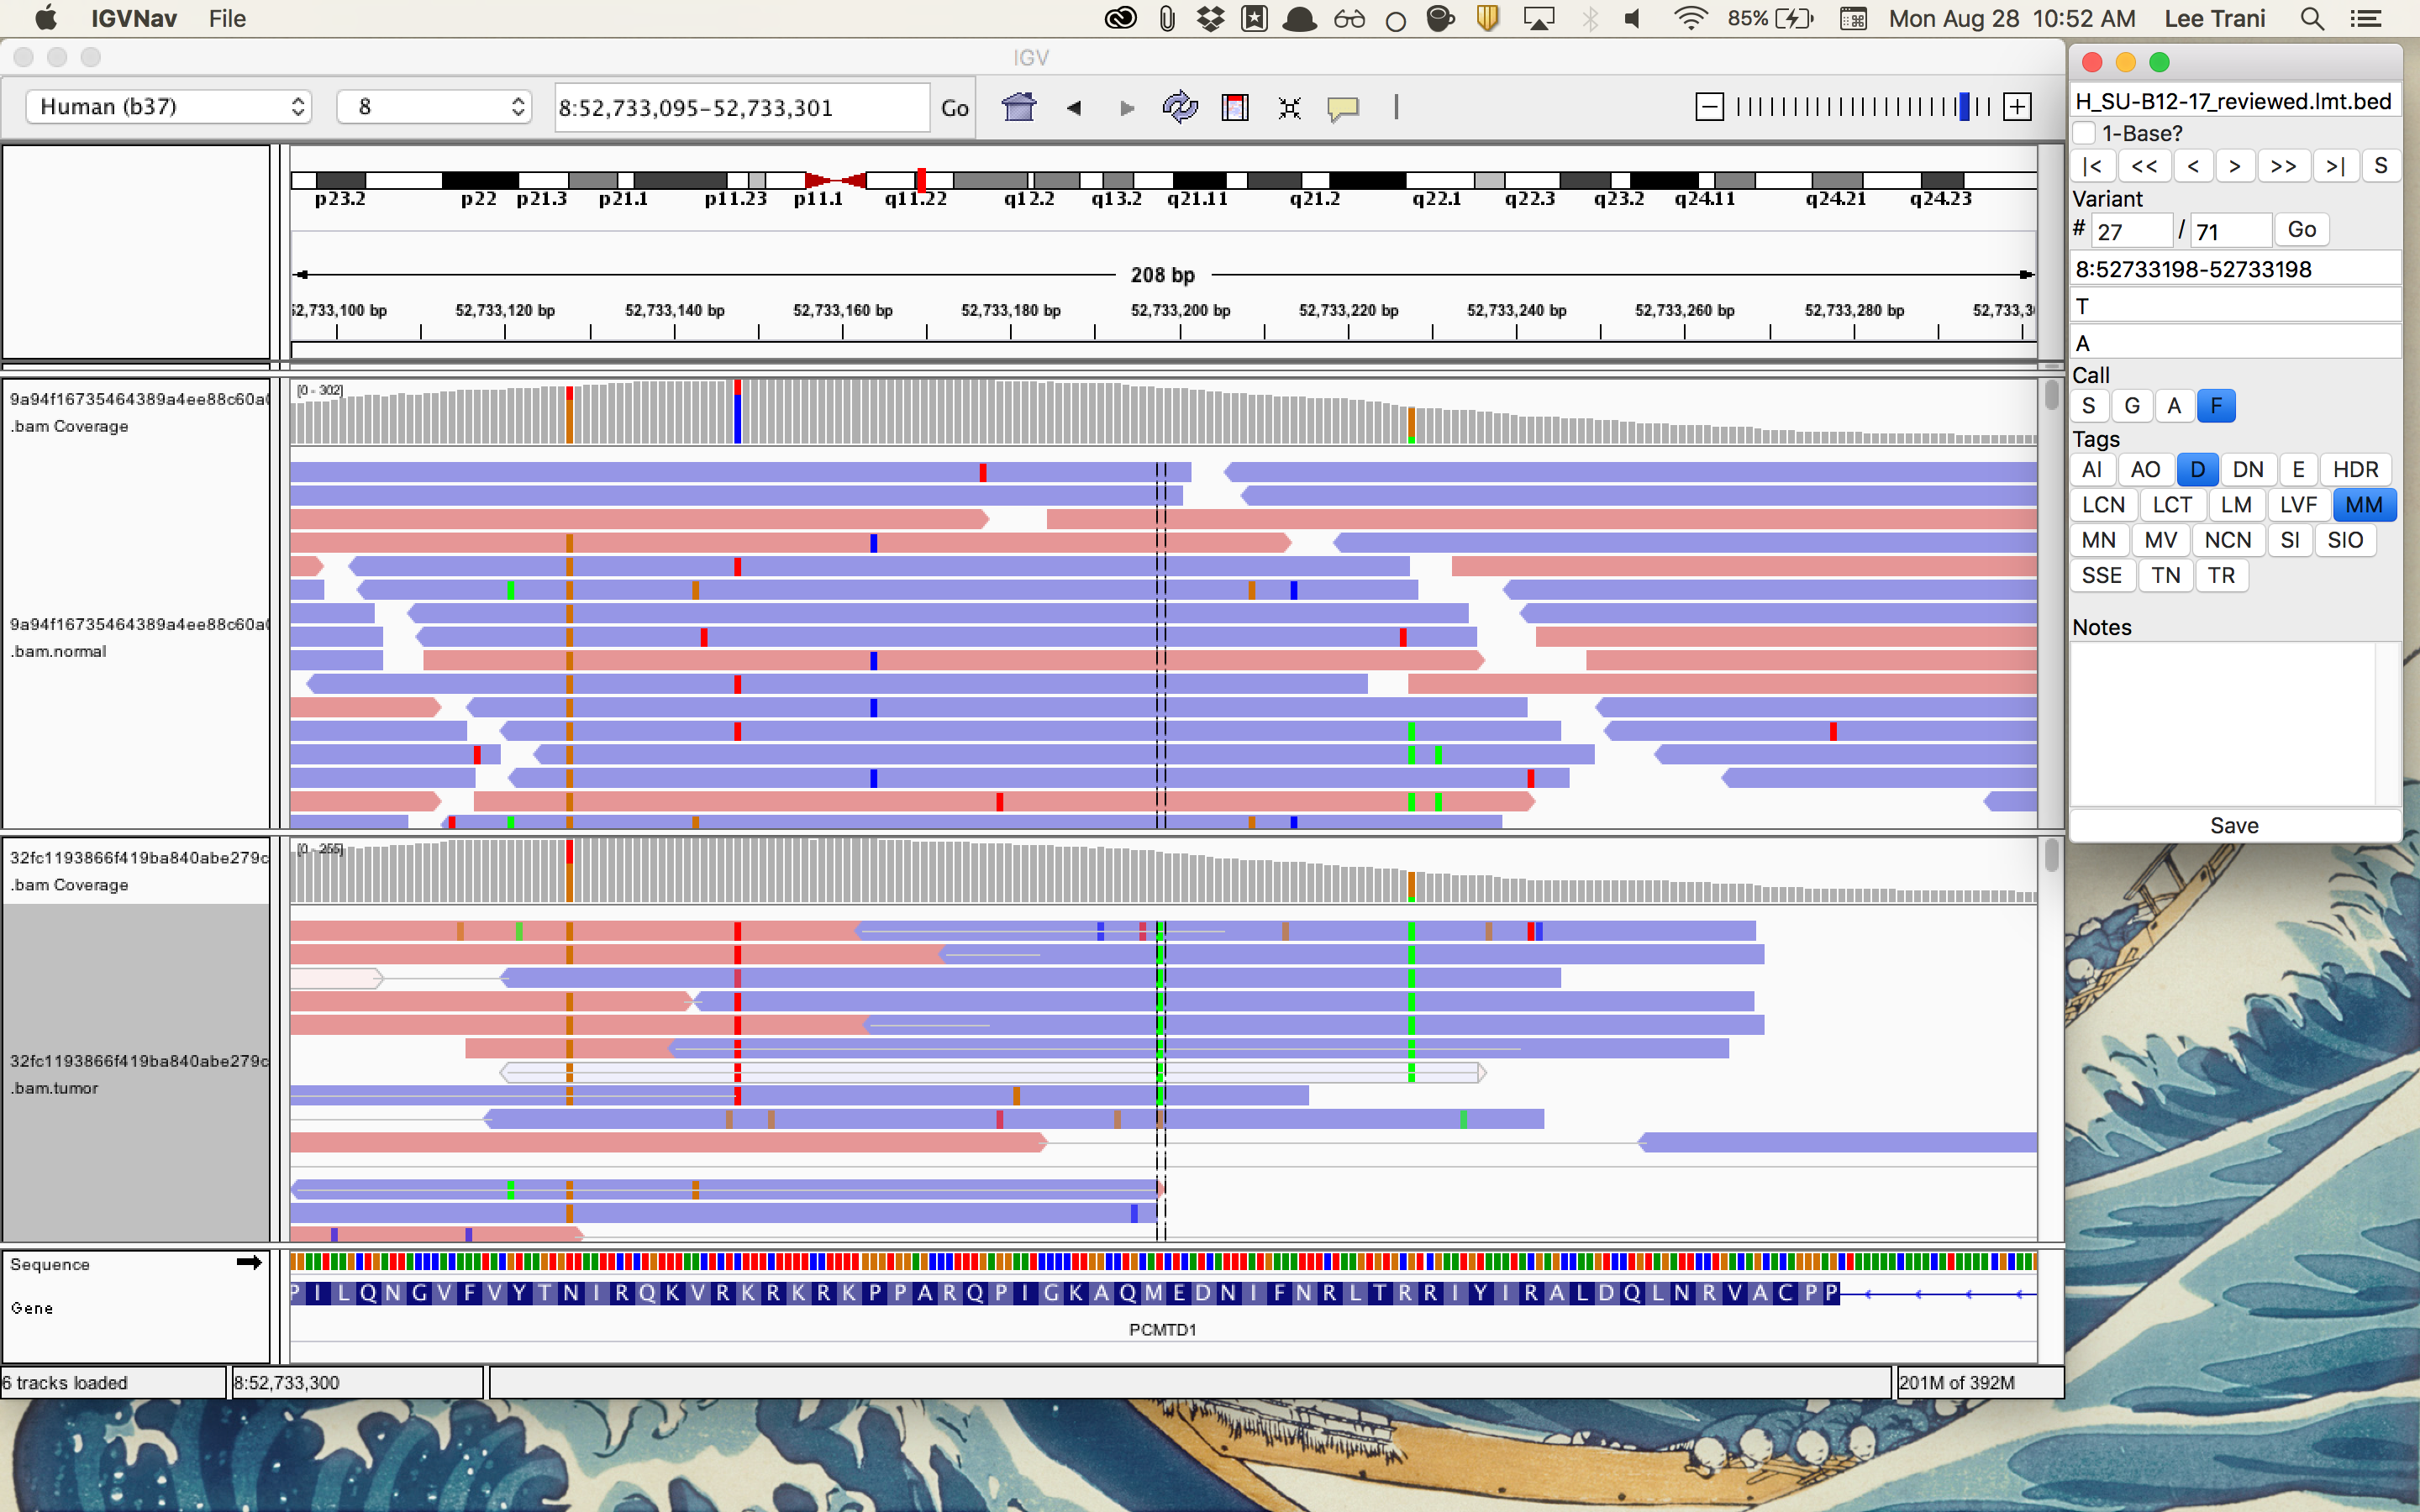 IGVNav File 85% Mon Aug 28 10:52 AM Lee Trani
IGV
Human (b37) 8 8:52,733,095-52,733,301 Go
p23.2 p22 p21.3 p21.1 p11.23 p11.1 q11.22 q12.2 q13.2 q21.11 q21.2 q22.1 q22.3 q23.2 q24.11 q24.21 q24.23
208 bp
52,733,100 bp 52,733,120 bp 52,733,140 bp 52,733,160 bp 52,733,180 bp 52,733,200 bp 52,733,220 bp 52,733,240 bp 52,733,260 bp 52,733,280 bp 52,733,3
[0 - 302]
9a94f16735464389a4ee88c60a
.bam Coverage
9a94f16735464389a4ee88c60a
.bam.normal
[0 - 255]
32fc1193866f419ba840abe279c
.bam Coverage
32fc1193866f419ba840abe279c
.bam.tumor
Sequence
Gene
P I L Q N G V F V Y T N I R Q K V R K R K R K P P A R Q P I G K A Q M E D N I F N R L T R R I Y I R A L D Q L N R V A C P P
PCMTD1
6 tracks loaded 8:52,733,300 201M of 392M
H_SU-B12-17_reviewed.lmt.bed
1-Base?
|< << < > >> >| S
Variant
# 27 / 71 Go
8:52733198-52733198
T
A
Call
S G A F
Tags
AI AO D DN E HDR
LCN LCT LM LVF MM
MN MV NCN SI SIO
SSE TN TR
Notes
Save